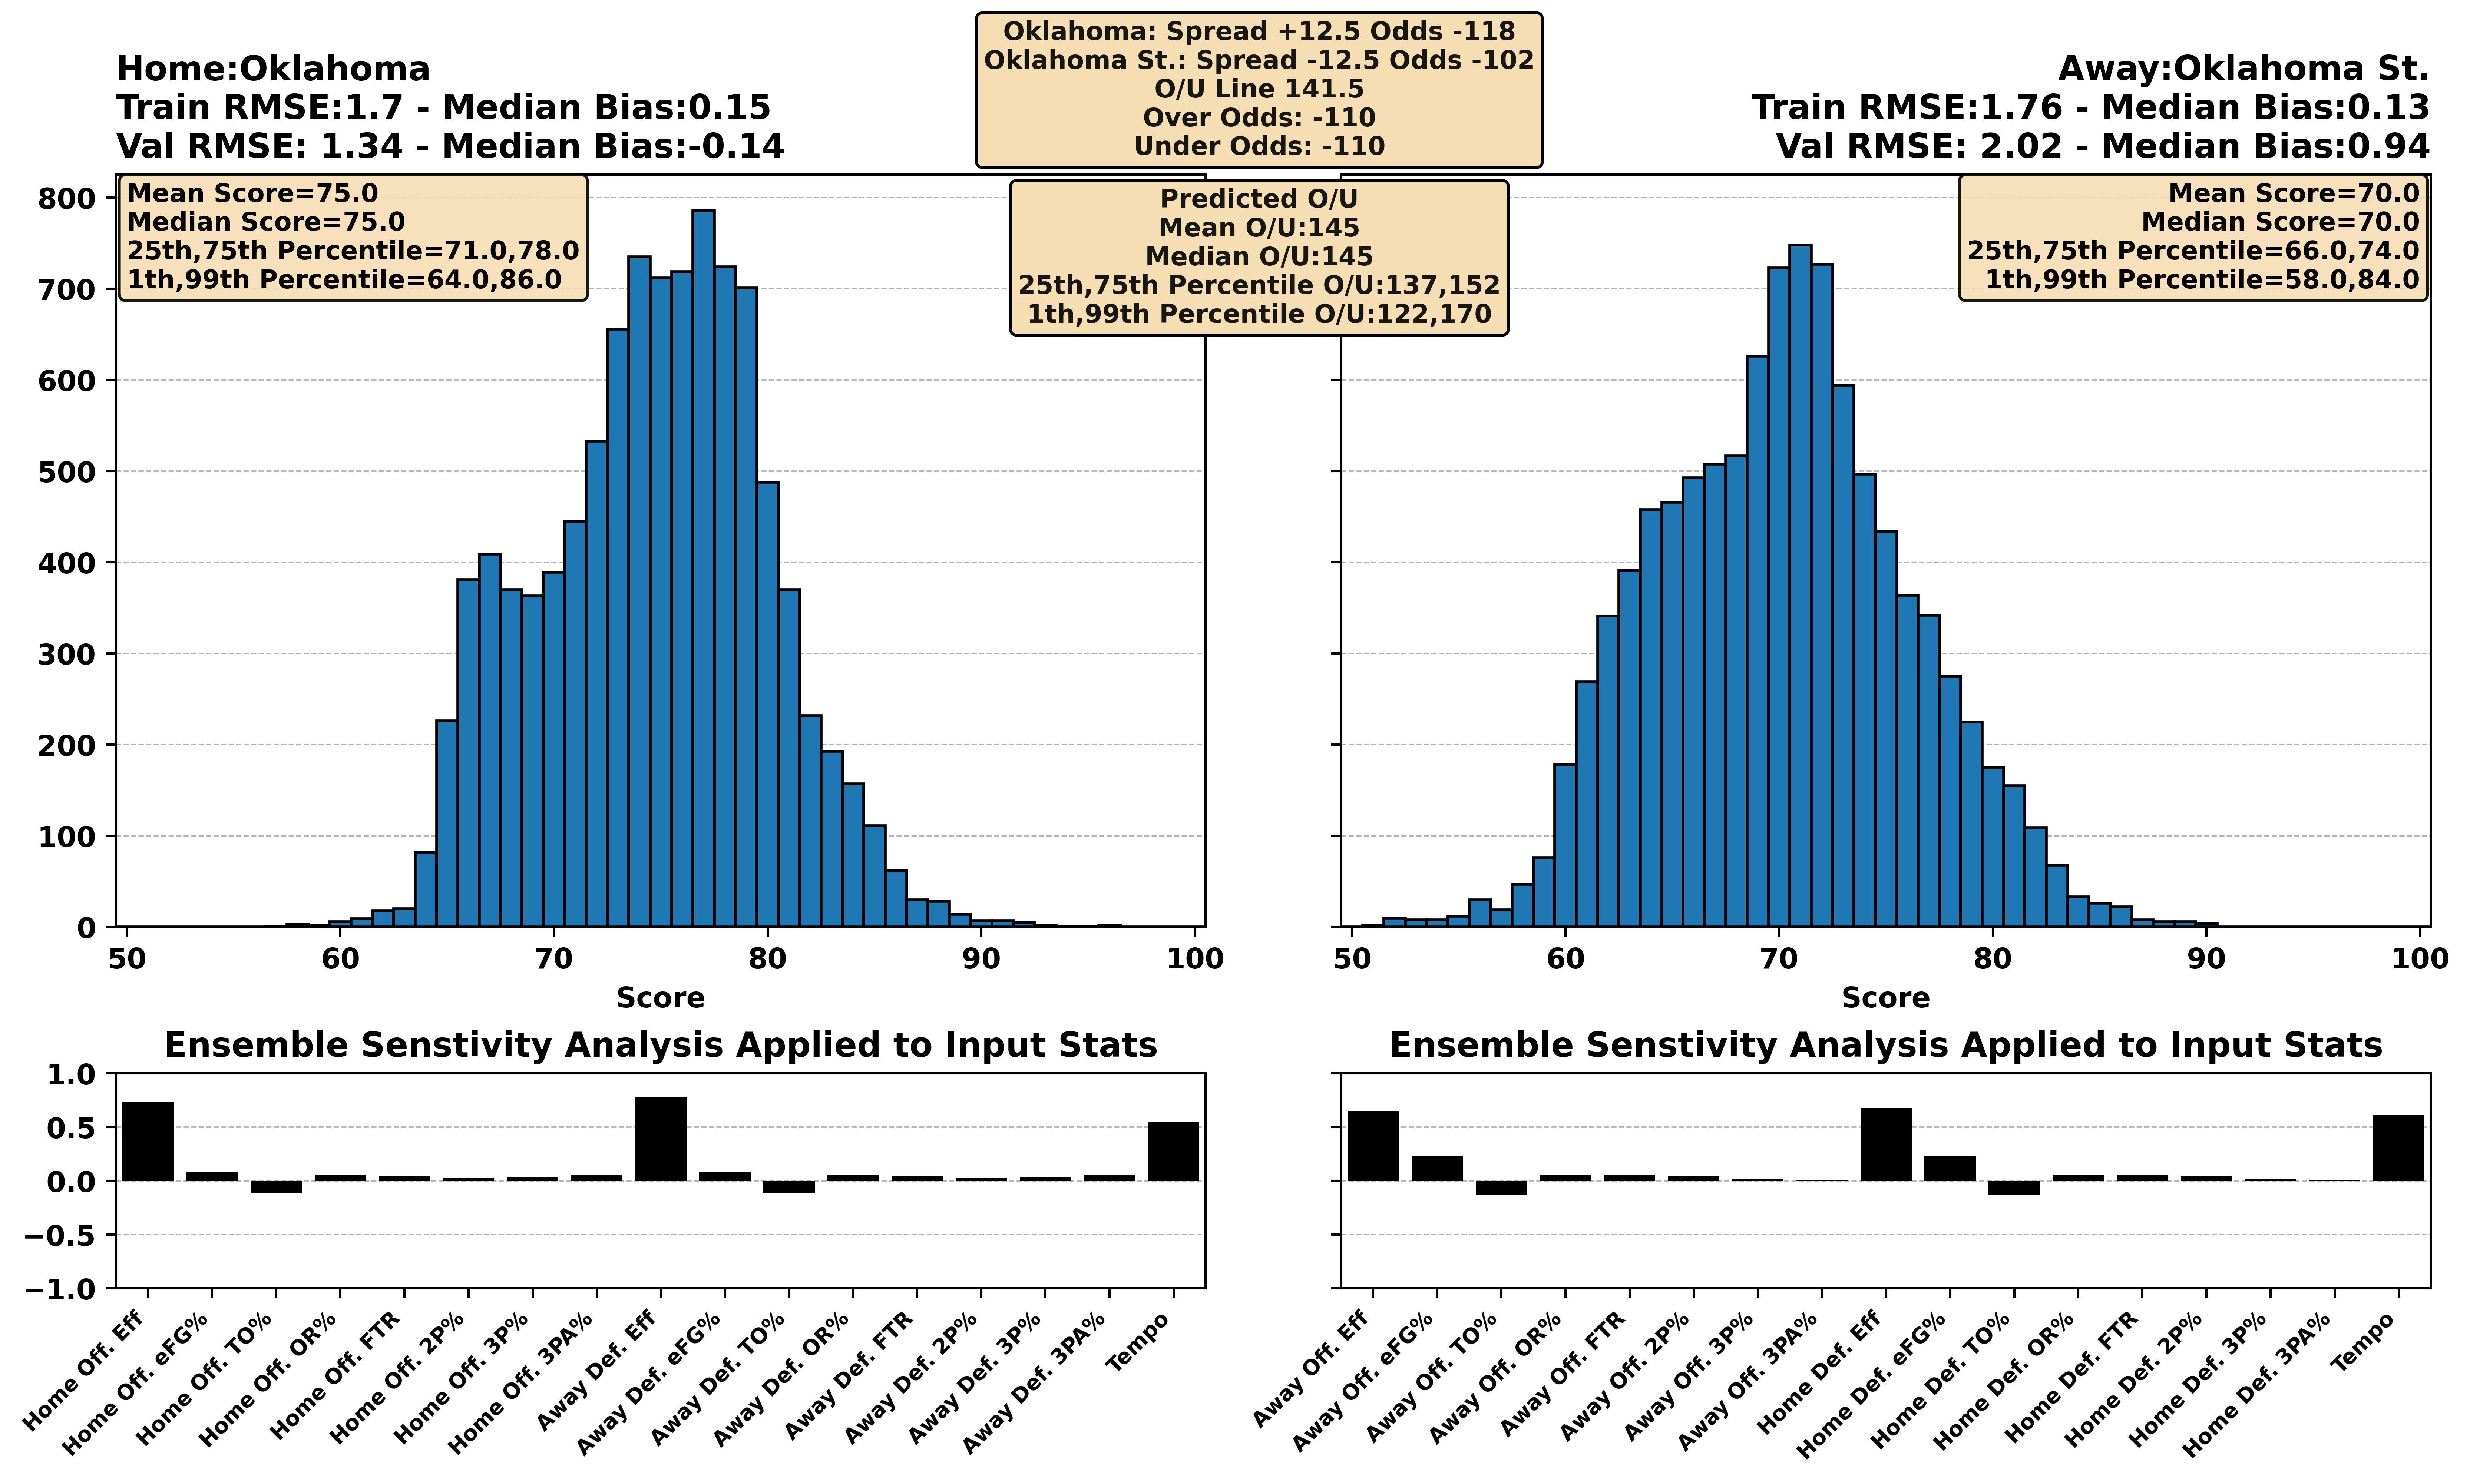 Oklahoma: Spread +12.5 Odds -118
Oklahoma St.: Spread -12.5 Odds -102
O/U Line 141.5
Over Odds: -110
Under Odds: -110
Home:Oklahoma
Train RMSE:1.7 - Median Bias:0.15
Val RMSE: 1.34 - Median Bias:-0.14
Away:Oklahoma St.
Train RMSE:1.76 - Median Bias:0.13
Val RMSE: 2.02 - Median Bias:0.94
Mean Score=75.0
Median Score=75.0
25th,75th Percentile=71.0,78.0
1th,99th Percentile=64.0,86.0
Predicted O/U
Mean O/U:145
Median O/U:145
25th,75th Percentile O/U:137,152
1th,99th Percentile O/U:122,170
Mean Score=70.0
Median Score=70.0
25th,75th Percentile=66.0,74.0
1th,99th Percentile=58.0,84.0
800
700
600
500
400
300
200
100
0
50 60 70 80 90 100
Score
50 60 70 80 90 100
Score
Ensemble Senstivity Analysis Applied to Input Stats
1.0
0.5
0.0
−0.5
−1.0
Home Off. Eff
Home Off. eFG%
Home Off. TO%
Home Off. OR%
Home Off. FTR
Home Off. 2P%
Home Off. 3P%
Home Off. 3PA%
Away Def. Eff
Away Def. eFG%
Away Def. TO%
Away Def. OR%
Away Def. FTR
Away Def. 2P%
Away Def. 3P%
Away Def. 3PA%
Tempo
Ensemble Senstivity Analysis Applied to Input Stats
Away Off. Eff
Away Off. eFG%
Away Off. TO%
Away Off. OR%
Away Off. FTR
Away Off. 2P%
Away Off. 3P%
Away Off. 3PA%
Home Def. Eff
Home Def. eFG%
Home Def. TO%
Home Def. OR%
Home Def. FTR
Home Def. 2P%
Home Def. 3P%
Home Def. 3PA%
Tempo